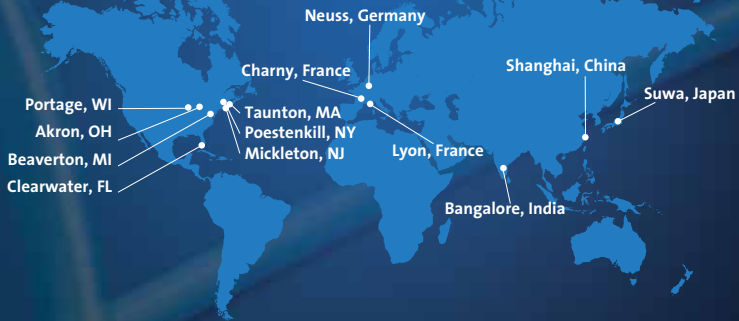 Neuss, Germany
Charny, France
Shanghai, China
Suwa, Japan
Portage, WI
Akron, OH
Beaverton, MI
Clearwater, FL
Taunton, MA
Poestenkill, NY
Mickleton, NJ
Lyon, France
Bangalore, India